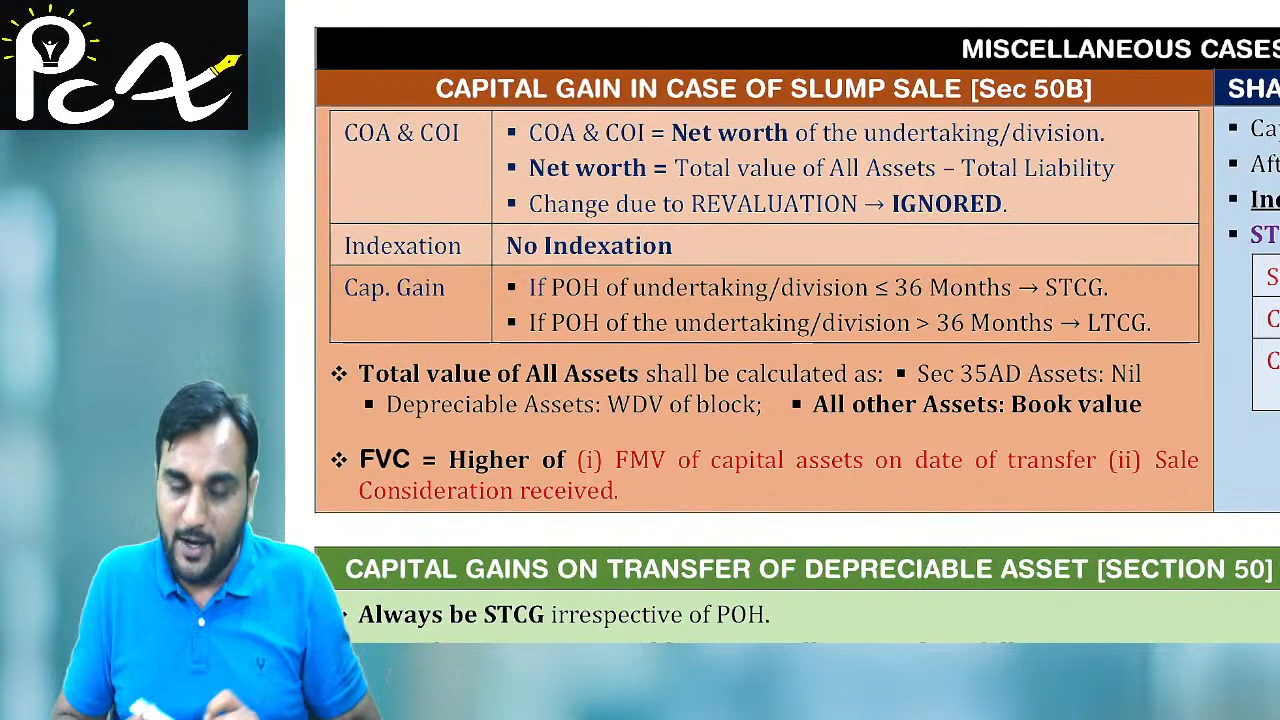 PCA
MISCELLANEOUS CASES
CAPITAL GAIN IN CASE OF SLUMP SALE [Sec 50B]
COA & COI
▪ COA & COI = Net worth of the undertaking/division.
▪ Net worth = Total value of All Assets – Total Liability
▪ Change due to REVALUATION → IGNORED.
Indexation
No Indexation
Cap. Gain
▪ If POH of undertaking/division ≤ 36 Months → STCG.
▪ If POH of the undertaking/division > 36 Months → LTCG.
❖ Total value of All Assets shall be calculated as: ▪ Sec 35AD Assets: Nil
▪ Depreciable Assets: WDV of block; ▪ All other Assets: Book value
❖ FVC = Higher of (i) FMV of capital assets on date of transfer (ii) Sale
Consideration received.
CAPITAL GAINS ON TRANSFER OF DEPRECIABLE ASSET [SECTION 50]
Always be STCG irrespective of POH.
SHA
▪ Ca
▪ Aft
▪ Ind
▪ ST
S
C
C